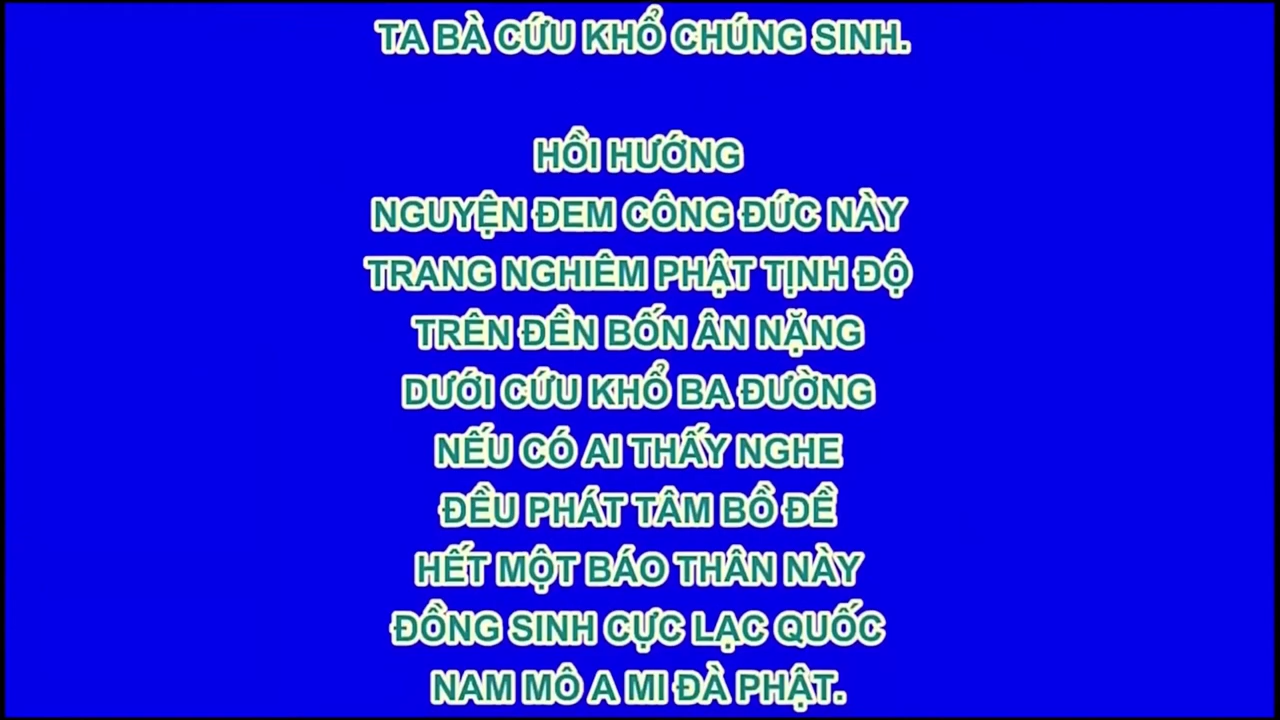 TA BÀ CỨU KHỔ CHÚNG SINH.
HỒI HƯỚNG
NGUYỆN ĐEM CÔNG ĐỨC NÀY
TRANG NGHIÊM PHẬT TỊNH ĐỘ
TRÊN ĐỀN BỐN ÂN NẶNG
DƯỚI CỨU KHỔ BA ĐƯỜNG
NẾU CÓ AI THẤY NGHE
ĐỀU PHÁT TÂM BỒ ĐỀ
HẾT MỘT BÁO THÂN NÀY
ĐỒNG SINH CỰC LẠC QUỐC
NAM MÔ A MI ĐÀ PHẬT.